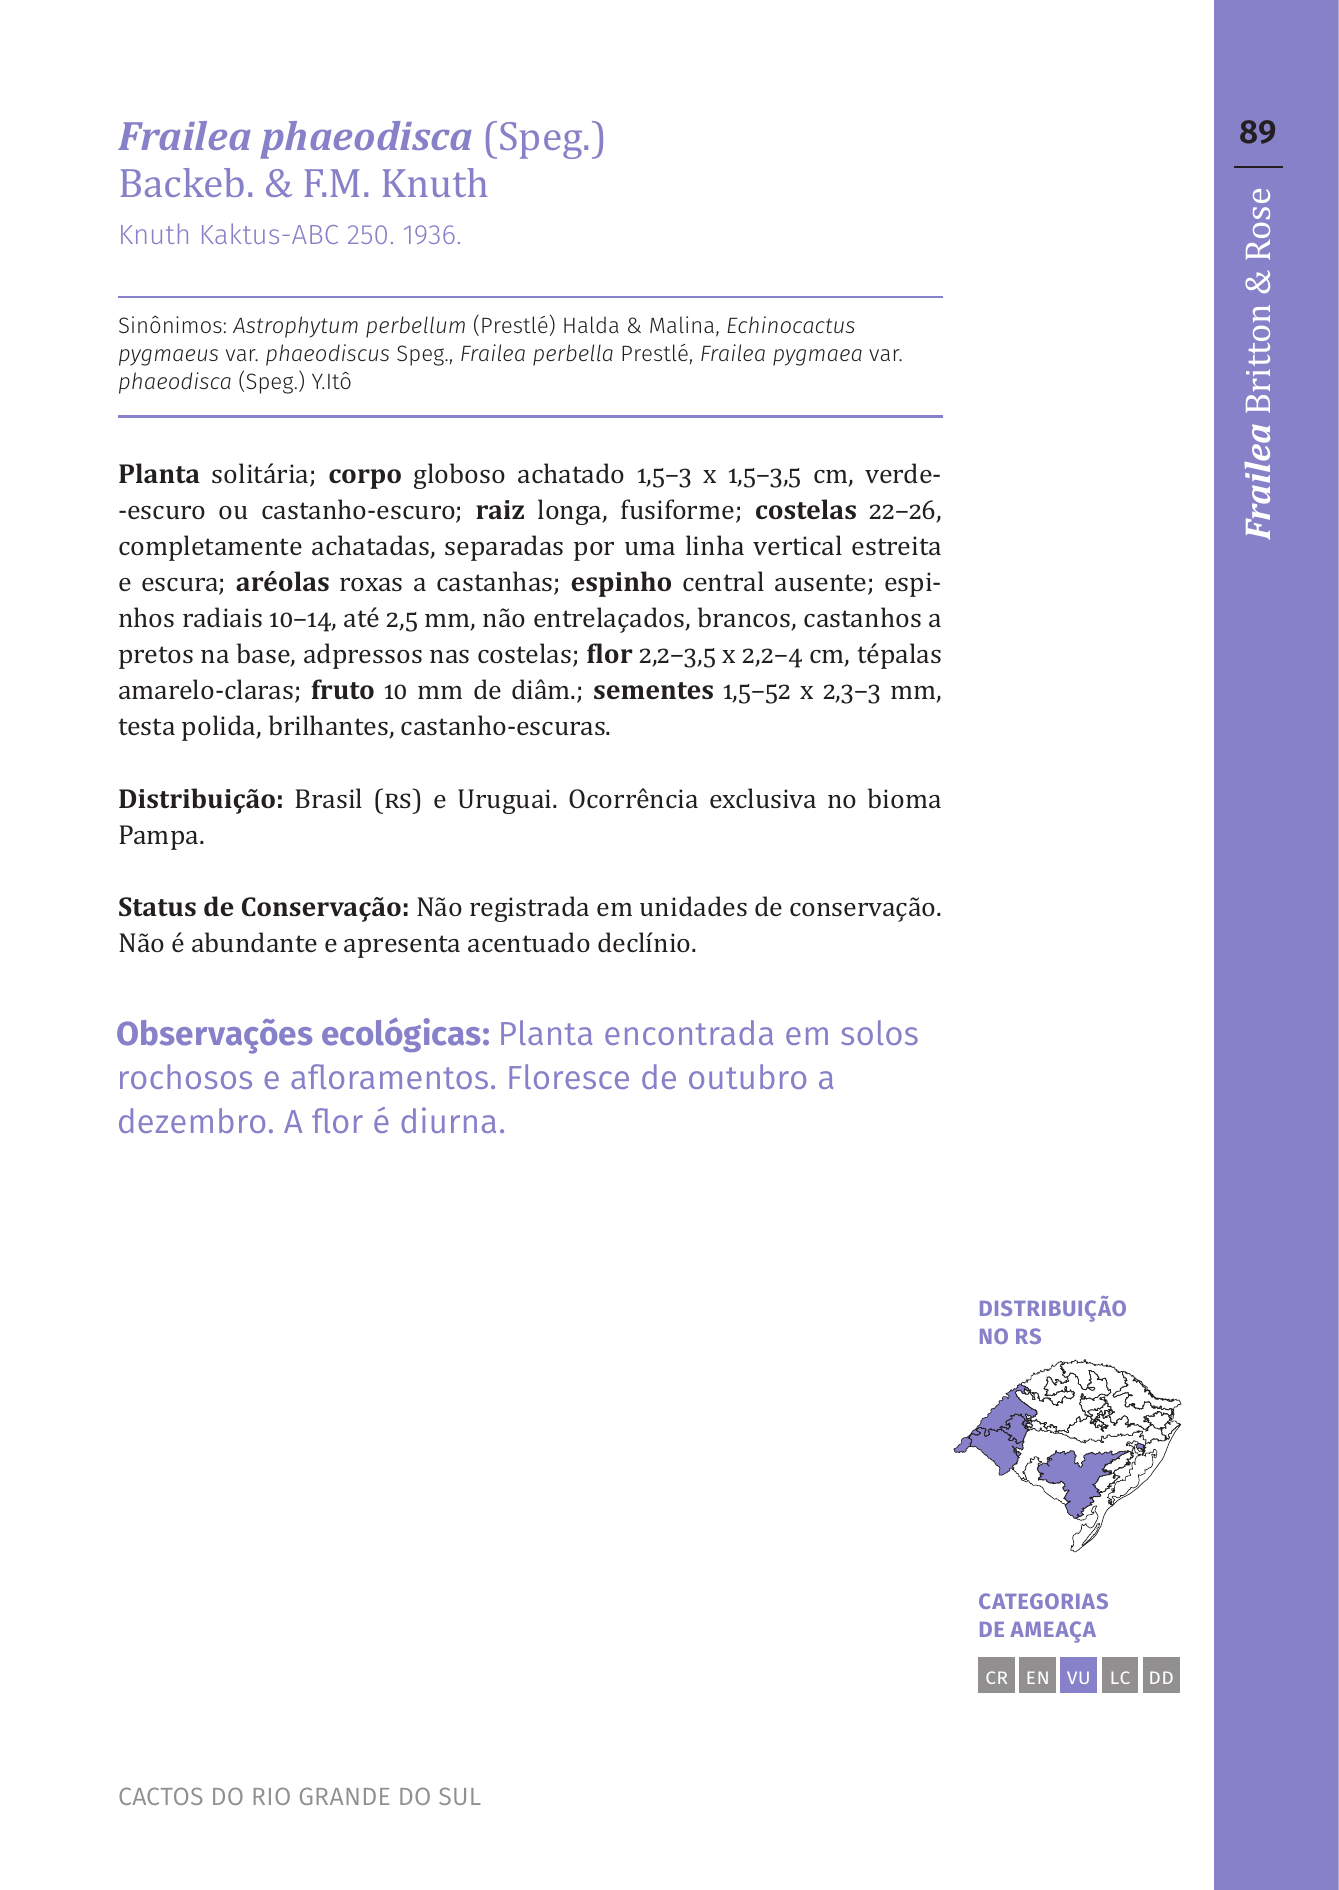 Frailea phaeodisca (Speg.)
Backeb. & F.M. Knuth
Knuth Kaktus-ABC 250. 1936.
Sinônimos: Astrophytum perbellum (Prestlé) Halda & Malina, Echinocactus
pygmaeus var. phaeodiscus Speg., Frailea perbella Prestlé, Frailea pygmaea var.
phaeodisca (Speg.) Y.Itô
Planta solitária; corpo globoso achatado 1,5–3 x 1,5–3,5 cm, verde-
-escuro ou castanho-escuro; raiz longa, fusiforme; costelas 22–26,
completamente achatadas, separadas por uma linha vertical estreita
e escura; aréolas roxas a castanhas; espinho central ausente; espi-
nhos radiais 10–14, até 2,5 mm, não entrelaçados, brancos, castanhos a
pretos na base, adpressos nas costelas; flor 2,2–3,5 x 2,2–4 cm, tépalas
amarelo-claras; fruto 10 mm de diâm.; sementes 1,5–52 x 2,3–3 mm,
testa polida, brilhantes, castanho-escuras.
Distribuição: Brasil (RS) e Uruguai. Ocorrência exclusiva no bioma
Pampa.
Status de Conservação: Não registrada em unidades de conservação.
Não é abundante e apresenta acentuado declínio.
Observações ecológicas: Planta encontrada em solos
rochosos e afloramentos. Floresce de outubro a
dezembro. A flor é diurna.
DISTRIBUIÇÃO
NO RS
CATEGORIAS
DE AMEAÇA
CR EN VU LC DD
CACTOS DO RIO GRANDE DO SUL
89
Frailea Britton & Rose